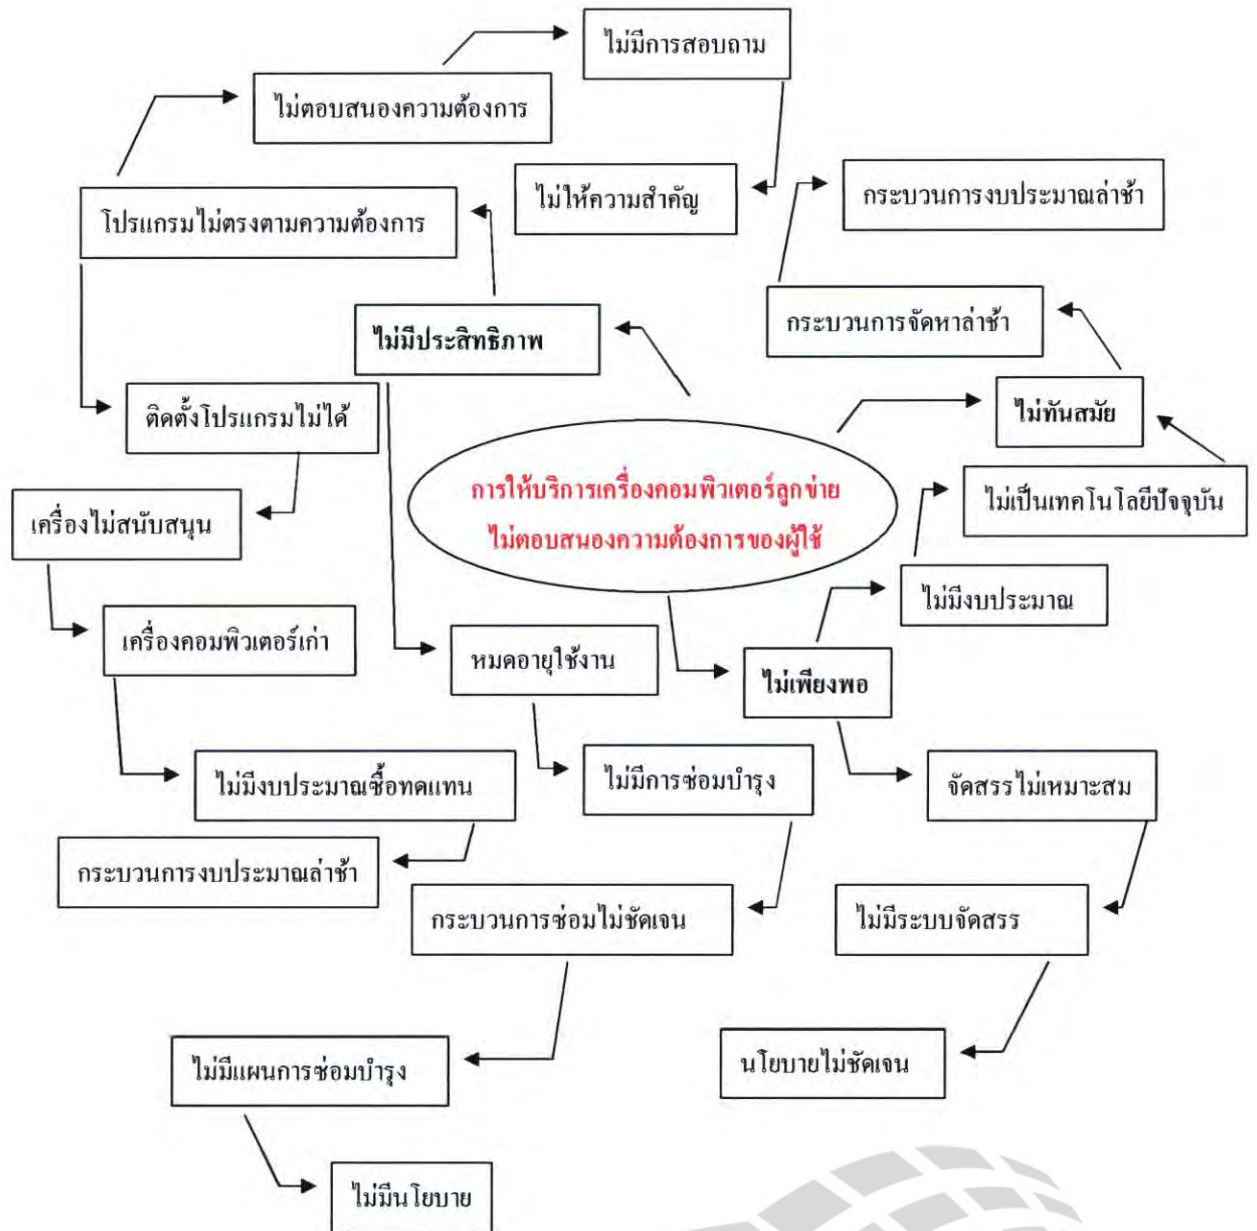 ไม่มีการสอบถาม
ไม่ตอบสนองความต้องการ
ไม่ให้ความสำคัญ
กระบวนการงบประมาณล่าช้า
โปรแกรมไม่ตรงตามความต้องการ
กระบวนการจัดหาล่าช้า
ไม่มีประสิทธิภาพ
ติดตั้งโปรแกรมไม่ได้
ไม่ทันสมัย
การให้บริการเครื่องคอมพิวเตอร์ลูกข่าย
ไม่ตอบสนองความต้องการของผู้ใช้
ไม่เป็นเทคโนโลยีปัจจุบัน
เครื่องไม่สนับสนุน
ไม่มีงบประมาณ
เครื่องคอมพิวเตอร์เก่า
หมดอายุใช้งาน
ไม่เพียงพอ
ไม่มีงบประมาณซื้อทดแทน
ไม่มีการซ่อมบำรุง
จัดสรรไม่เหมาะสม
กระบวนการงบประมาณล่าช้า
กระบวนการซ่อมไม่ชัดเจน
ไม่มีระบบจัดสรร
ไม่มีแผนการซ่อมบำรุง
นโยบายไม่ชัดเจน
ไม่มีนโยบาย